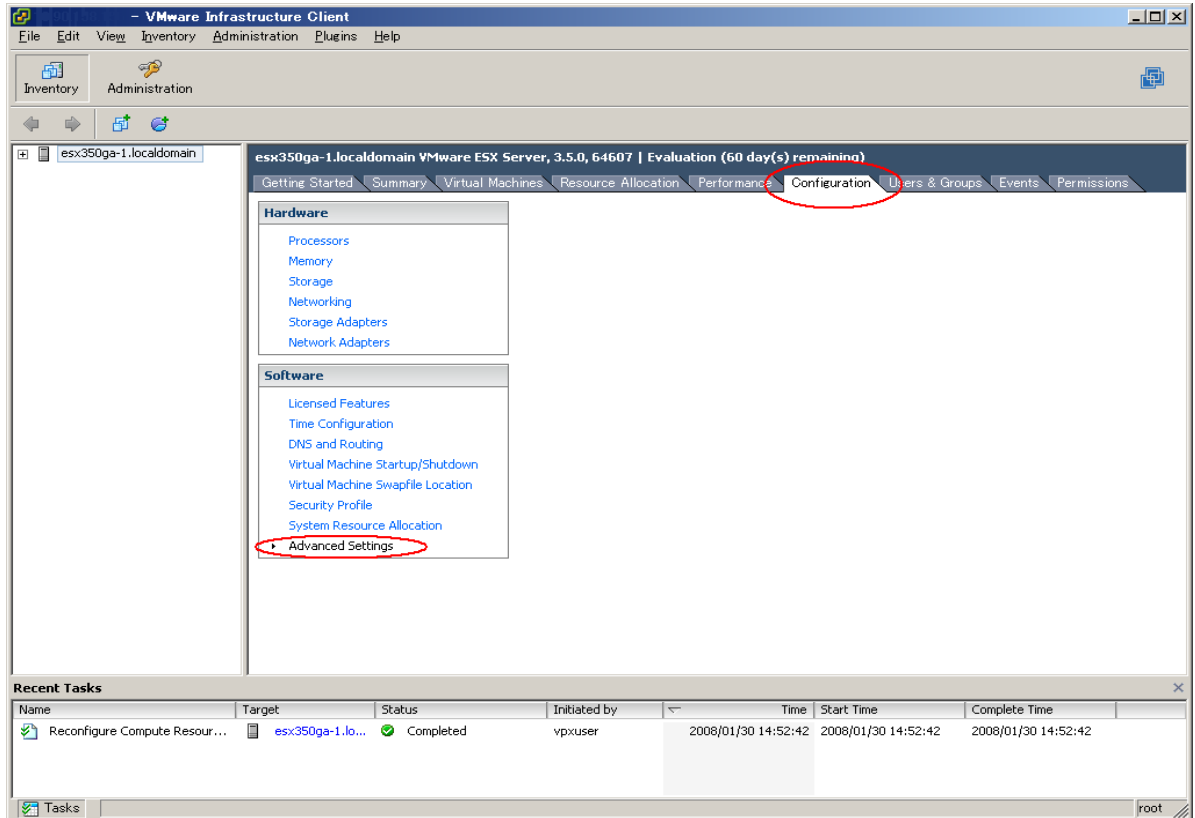 - VMware Infrastructure Client
File Edit View Inventory Administration Plugins Help
Inventory Administration
esx350ga-1.localdomain
esx350ga-1.localdomain VMware ESX Server, 3.5.0, 64607 | Evaluation (60 day(s) remaining)
Getting Started Summary Virtual Machines Resource Allocation Performance Configuration Users & Groups Events Permissions
Hardware
Processors
Memory
Storage
Networking
Storage Adapters
Network Adapters
Software
Licensed Features
Time Configuration
DNS and Routing
Virtual Machine Startup/Shutdown
Virtual Machine Swapfile Location
Security Profile
System Resource Allocation
Advanced Settings
Recent Tasks
Name Target Status Initiated by Time Start Time Complete Time
Reconfigure Compute Resour... esx350ga-1.lo... Completed vpxuser 2008/01/30 14:52:42 2008/01/30 14:52:42 2008/01/30 14:52:42
Tasks root